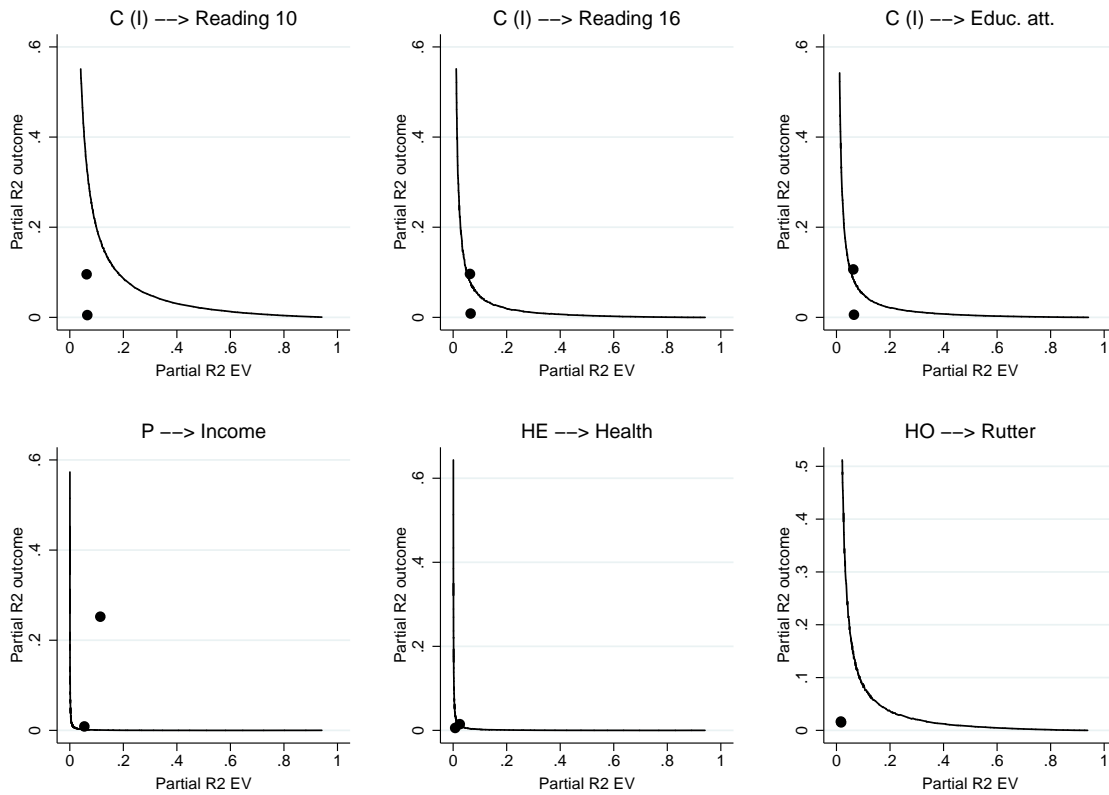 C (I) −−> Reading 10
Partial R2 outcome
.6
.4
.2
0
0 .2 .4 .6 .8 1
Partial R2 EV
C (I) −−> Reading 16
Partial R2 outcome
.6
.4
.2
0
0 .2 .4 .6 .8 1
Partial R2 EV
C (I) −−> Educ. att.
Partial R2 outcome
.6
.4
.2
0
0 .2 .4 .6 .8 1
Partial R2 EV
P −−> Income
Partial R2 outcome
.6
.4
.2
0
0 .2 .4 .6 .8 1
Partial R2 EV
HE −−> Health
Partial R2 outcome
.6
.4
.2
0
0 .2 .4 .6 .8 1
Partial R2 EV
HO −−> Rutter
Partial R2 outcome
.5
.4
.3
.2
.1
0
0 .2 .4 .6 .8 1
Partial R2 EV